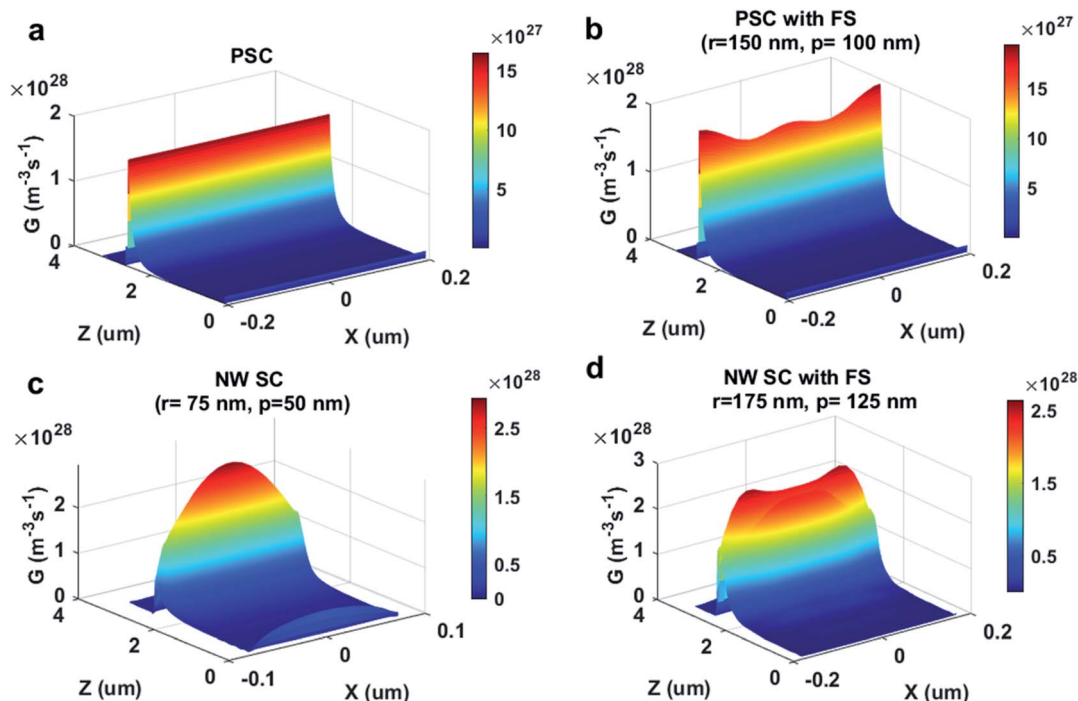 a
PSC
×10^27
×10^28
15
10
5
2
1
0
G (m^-3s^-1)
4
2
0
Z (um)
-0.2
0
0.2
X (um)
b
PSC with FS
(r=150 nm, p= 100 nm)
×10^27
×10^28
15
10
5
2
1
0
G (m^-3s^-1)
4
2
0
Z (um)
-0.2
0
0.2
X (um)
c
NW SC
(r= 75 nm, p=50 nm)
×10^28
×10^28
2.5
2
1.5
1
0.5
0
2
1
0
G (m^-3s^-1)
4
2
0
Z (um)
-0.1
0
0.1
X (um)
d
NW SC with FS
r=175 nm, p= 125 nm
×10^28
×10^28
2.5
2
1.5
1
0.5
3
2
1
0
G (m^-3s^-1)
4
2
0
Z (um)
-0.2
0
0.2
X (um)